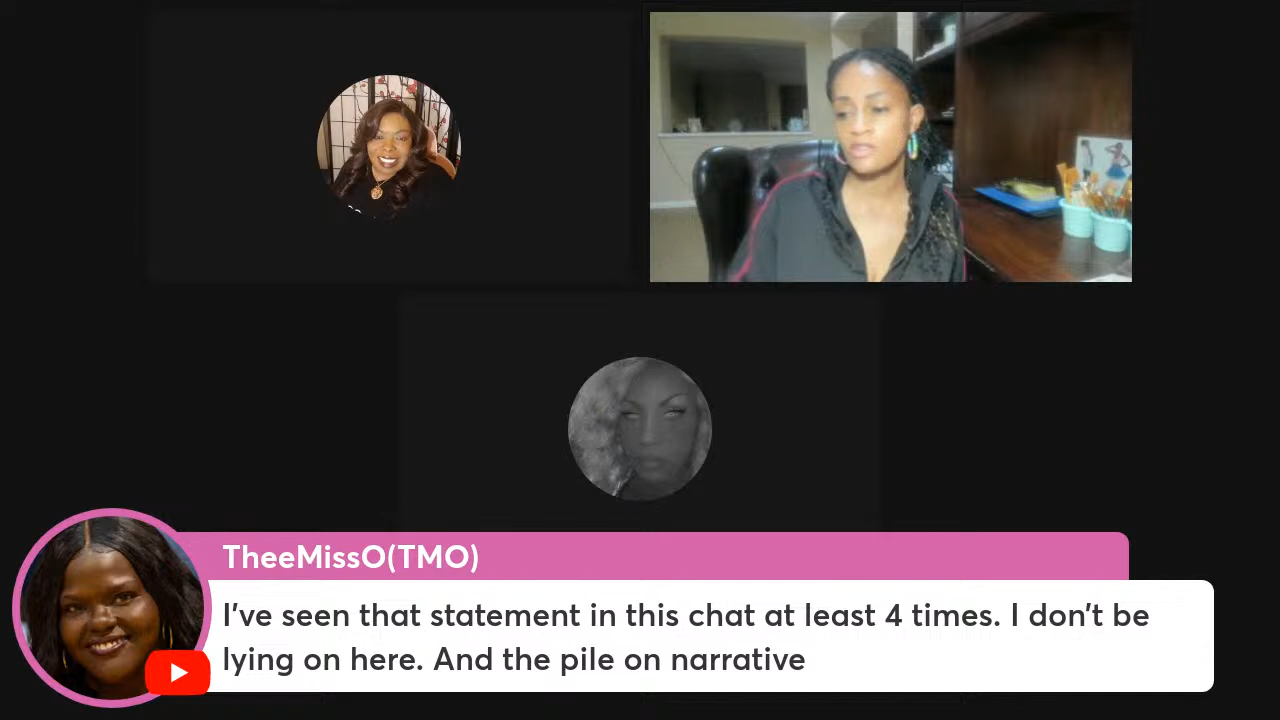 TheeMissO(TMO)
I've seen that statement in this chat at least 4 times. I don't be
lying on here. And the pile on narrative